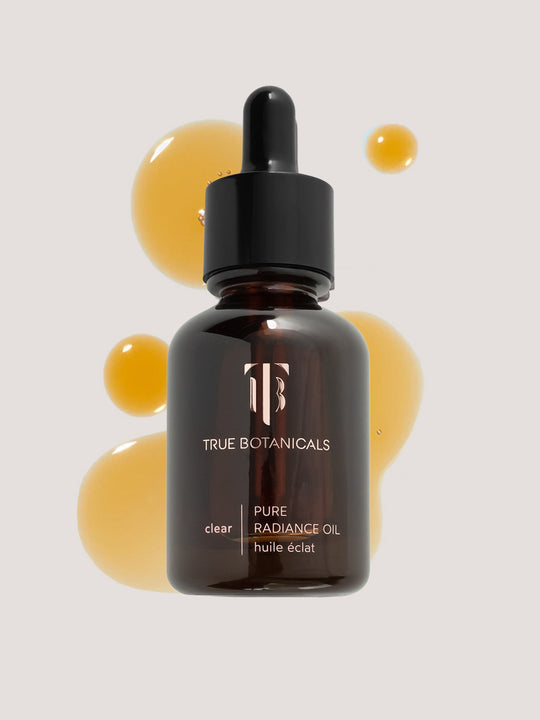 TB
TRUE BOTANICALS
clear
PURE
RADIANCE OIL
huile éclat